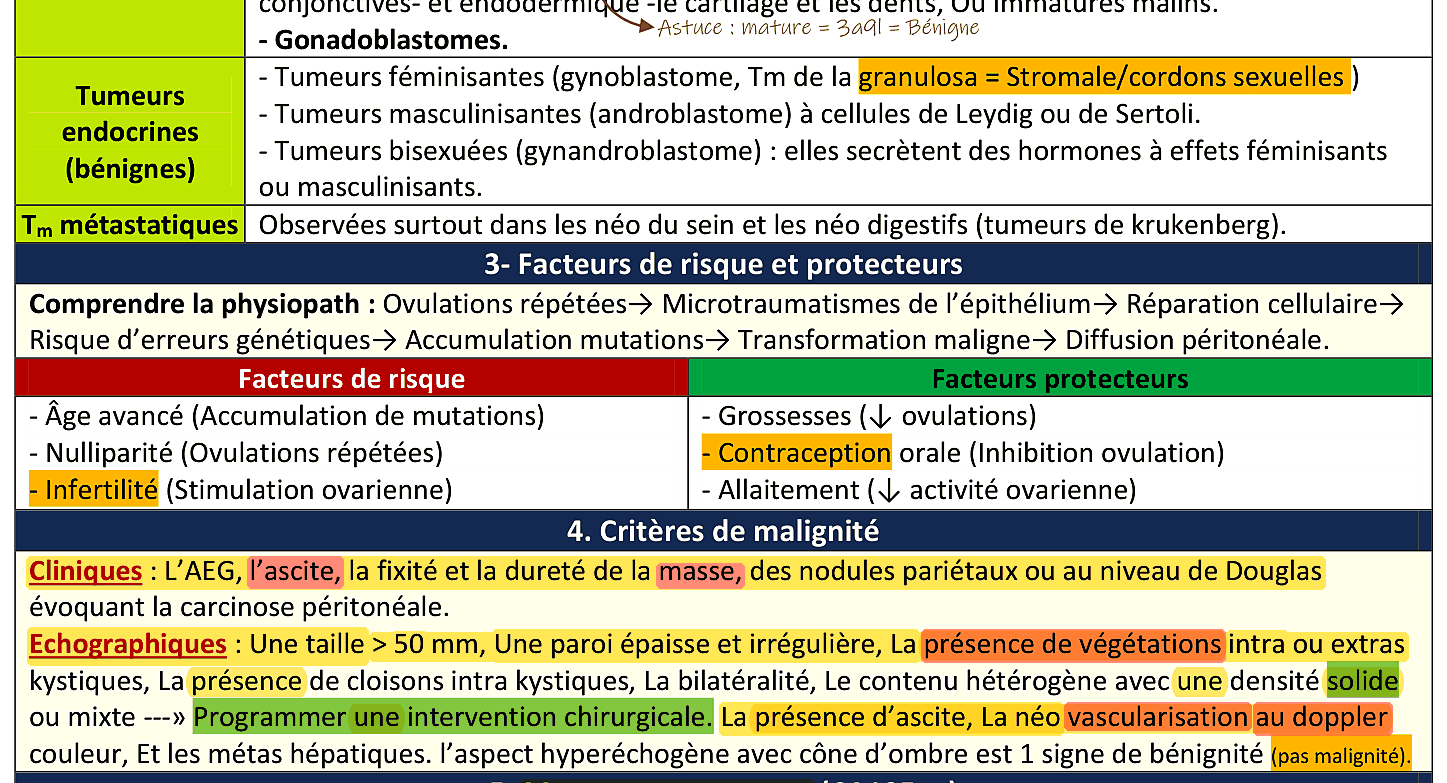 conjonctives- et endodermique -le cartilage et les dents, Ou immatures malins.
Astuce : mature = 3a9l = Bénigne
- Gonadoblastomes.
Tumeurs endocrines (bénignes)
- Tumeurs féminisantes (gynoblastome, Tm de la granulosa = Stromale/cordons sexuelles )
- Tumeurs masculinisantes (androblastome) à cellules de Leydig ou de Sertoli.
- Tumeurs bisexuées (gynandroblastome) : elles secrètent des hormones à effets féminisants
ou masculinisants.
Tm métastatiques
Observées surtout dans les néo du sein et les néo digestifs (tumeurs de krukenberg).
3- Facteurs de risque et protecteurs
Comprendre la physiopath : Ovulations répétées→ Microtraumatismes de l'épithélium→ Réparation cellulaire→
Risque d'erreurs génétiques→ Accumulation mutations→ Transformation maligne→ Diffusion péritonéale.
Facteurs de risque
- Âge avancé (Accumulation de mutations)
- Nulliparité (Ovulations répétées)
- Infertilité (Stimulation ovarienne)
Facteurs protecteurs
- Grossesses (↓ ovulations)
- Contraception orale (Inhibition ovulation)
- Allaitement (↓ activité ovarienne)
4. Critères de malignité
Cliniques : L'AEG, l'ascite, la fixité et la dureté de la masse, des nodules pariétaux ou au niveau de Douglas
évoquant la carcinose péritonéale.
Echographiques : Une taille > 50 mm, Une paroi épaisse et irrégulière, La présence de végétations intra ou extras
kystiques, La présence de cloisons intra kystiques, La bilatéralité, Le contenu hétérogène avec une densité solide
ou mixte ---» Programmer une intervention chirurgicale. La présence d'ascite, La néo vascularisation au doppler
couleur, Et les métas hépatiques. l'aspect hyperéchogène avec cône d'ombre est 1 signe de bénignité (pas malignité).